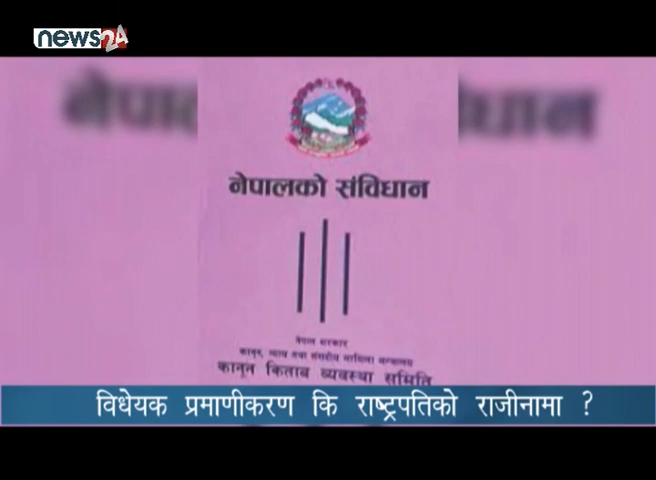 news24
नेपालको संविधान
नेपाल सरकार
कानून, न्याय तथा संसदीय मामिला मन्त्रालय
कानून किताब व्यवस्था समिति
विधेयक प्रमाणीकरण कि राष्ट्रपतिको राजीनामा ?